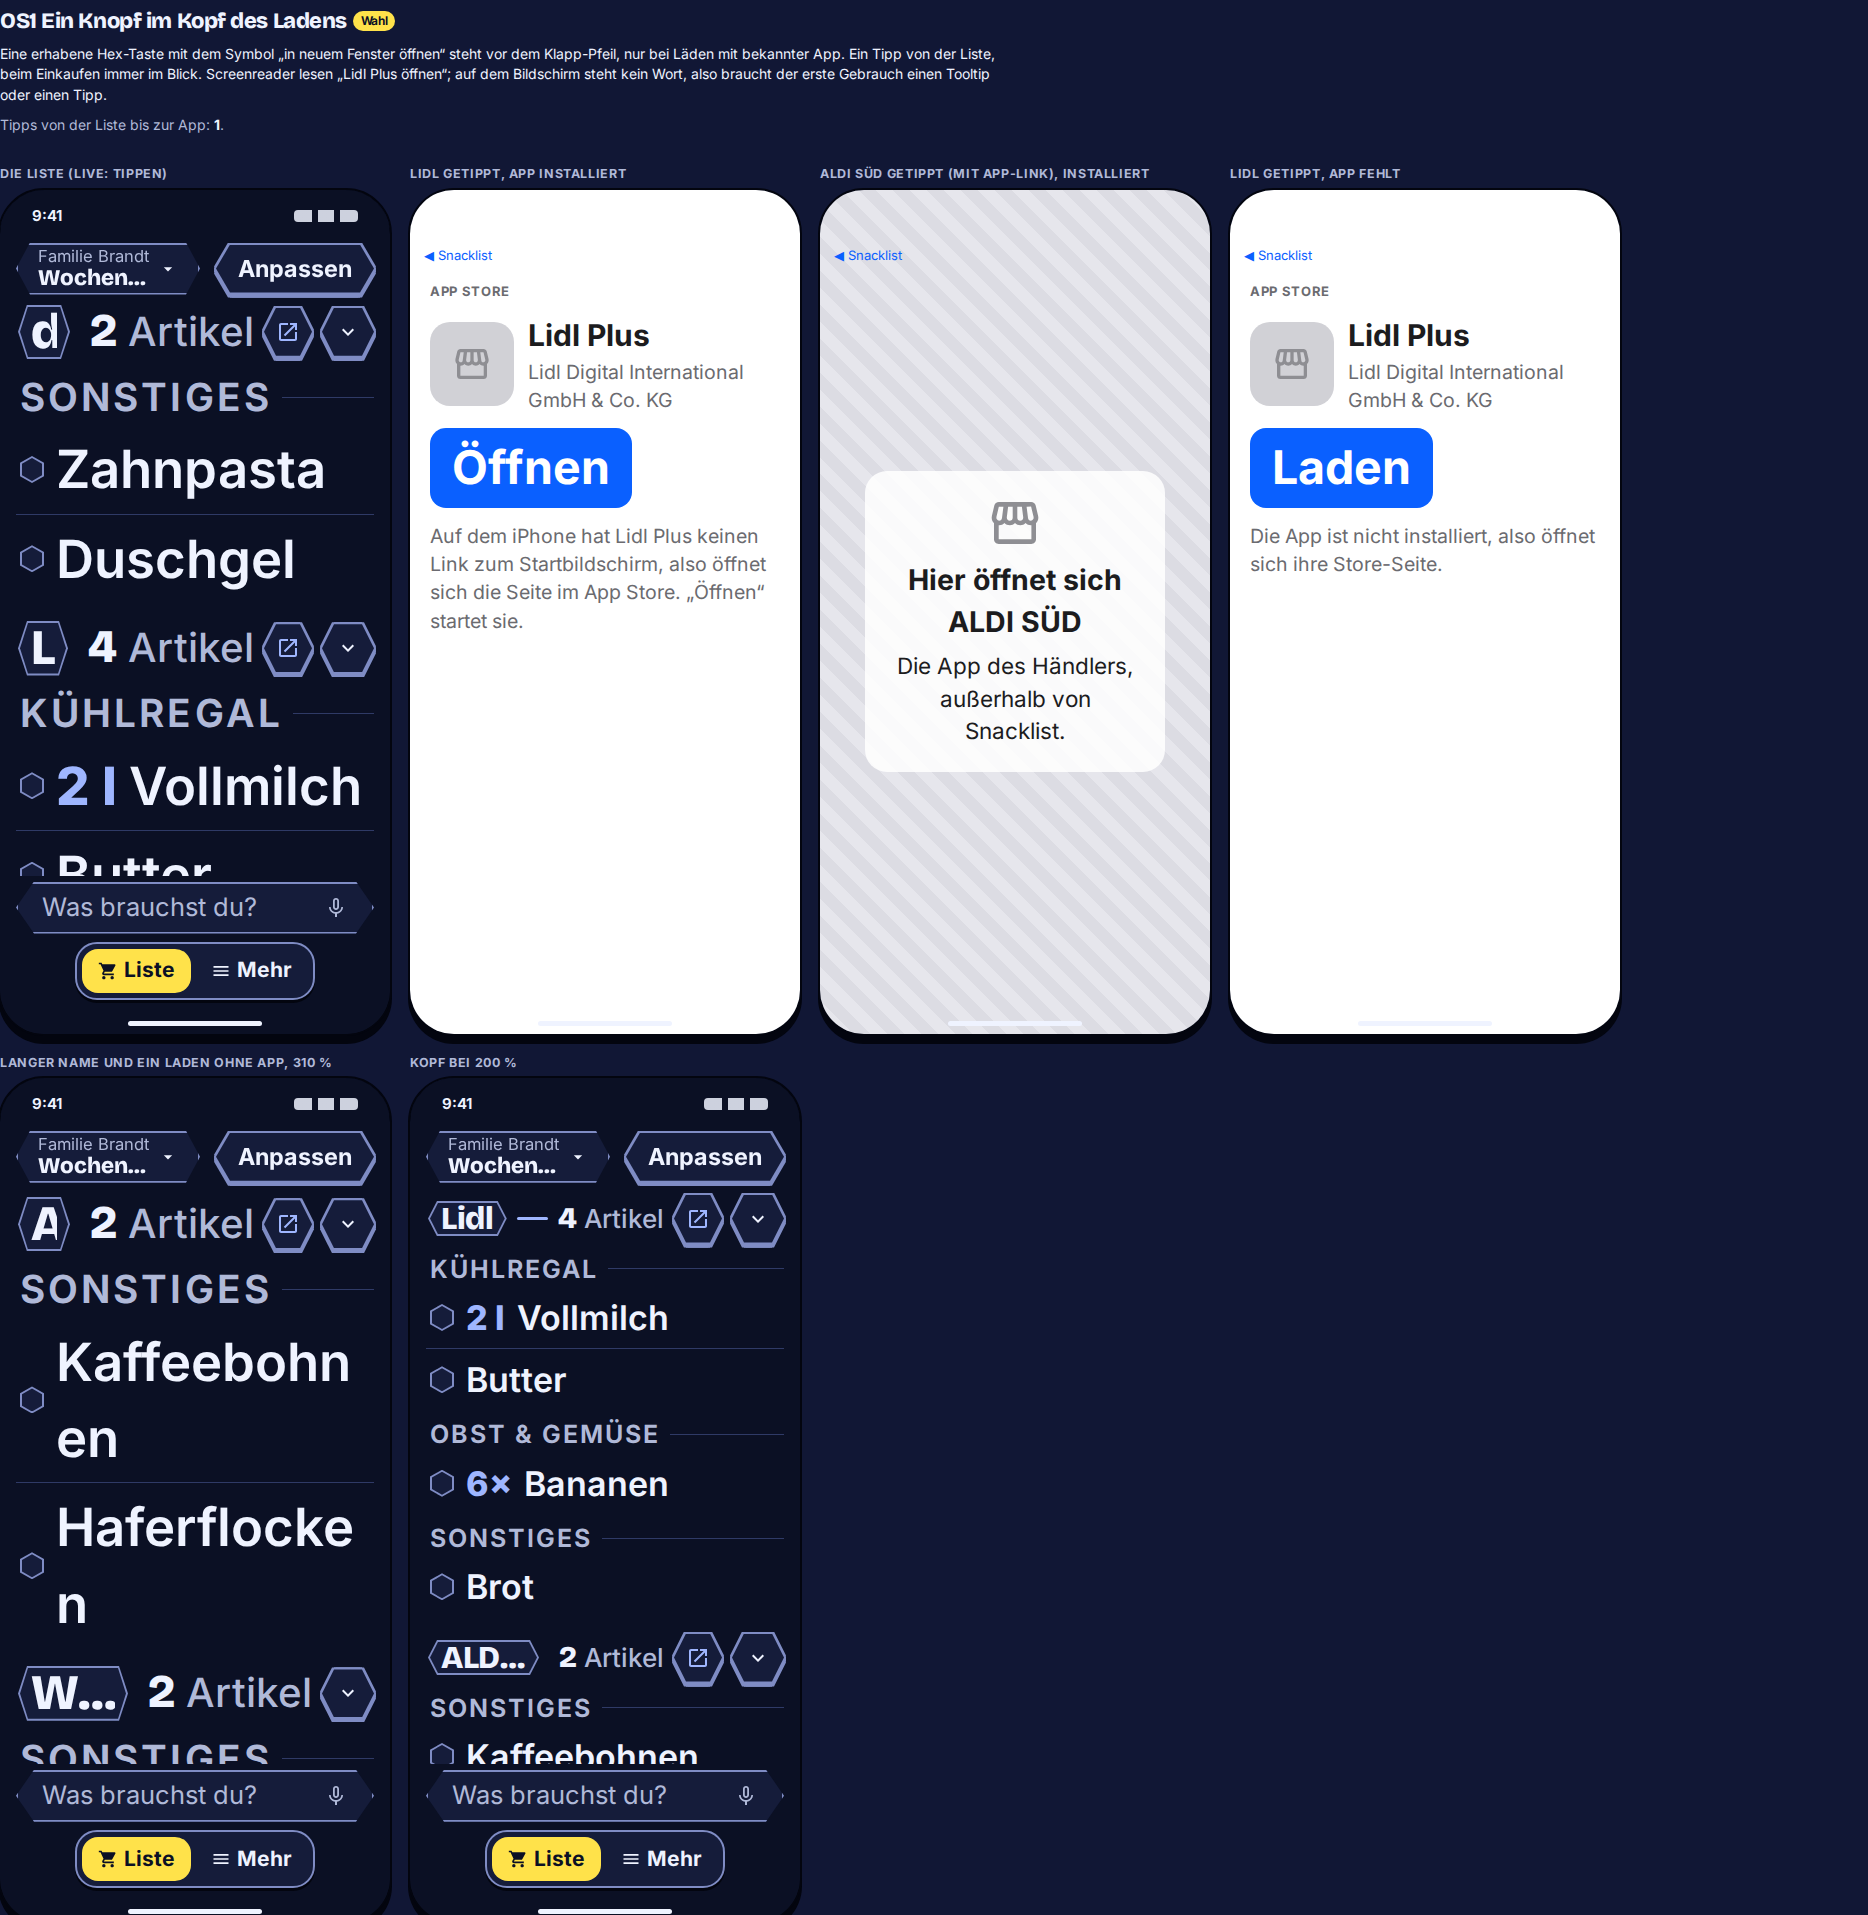 OS1 Ein Knopf im Kopf des Ladens Wahl
Eine erhabene Hex-Taste mit dem Symbol „in neuem Fenster öffnen“ steht vor dem Klapp-Pfeil, nur bei Läden mit bekannter App. Ein Tipp von der Liste,
beim Einkaufen immer im Blick. Screenreader lesen „Lidl Plus öffnen“; auf dem Bildschirm steht kein Wort, also braucht der erste Gebrauch einen Tooltip
oder einen Tipp.
Tipps von der Liste bis zur App: 1.
DIE LISTE (LIVE: TIPPEN)
9:41
Familie Brandt
Wochen...
Anpassen
d 2 Artikel
SONSTIGES
Zahnpasta
Duschgel
L 4 Artikel
KÜHLREGAL
2 l Vollmilch
Butter
Was brauchst du?
Liste
Mehr
LIDL GETIPPT, APP INSTALLIERT
◀ Snacklist
APP STORE
Lidl Plus
Lidl Digital International
GmbH & Co. KG
Öffnen
Auf dem iPhone hat Lidl Plus keinen
Link zum Startbildschirm, also öffnet
sich die Seite im App Store. „Öffnen“
startet sie.
ALDI SÜD GETIPPT (MIT APP-LINK), INSTALLIERT
◀ Snacklist
Hier öffnet sich
ALDI SÜD
Die App des Händlers,
außerhalb von
Snacklist.
LIDL GETIPPT, APP FEHLT
◀ Snacklist
APP STORE
Lidl Plus
Lidl Digital International
GmbH & Co. KG
Laden
Die App ist nicht installiert, also öffnet
sich ihre Store-Seite.
LANGER NAME UND EIN LADEN OHNE APP, 310 %
9:41
Familie Brandt
Wochen...
Anpassen
A 2 Artikel
SONSTIGES
Kaffeebohn
en
Haferflocke
n
W... 2 Artikel
SONSTIGES
Was brauchst du?
Liste
Mehr
KOPF BEI 200 %
9:41
Familie Brandt
Wochen...
Anpassen
Lidl 4 Artikel
KÜHLREGAL
2 l Vollmilch
Butter
OBST & GEMÜSE
6× Bananen
SONSTIGES
Brot
ALD... 2 Artikel
SONSTIGES
Kaffeebohnen
Was brauchst du?
Liste
Mehr